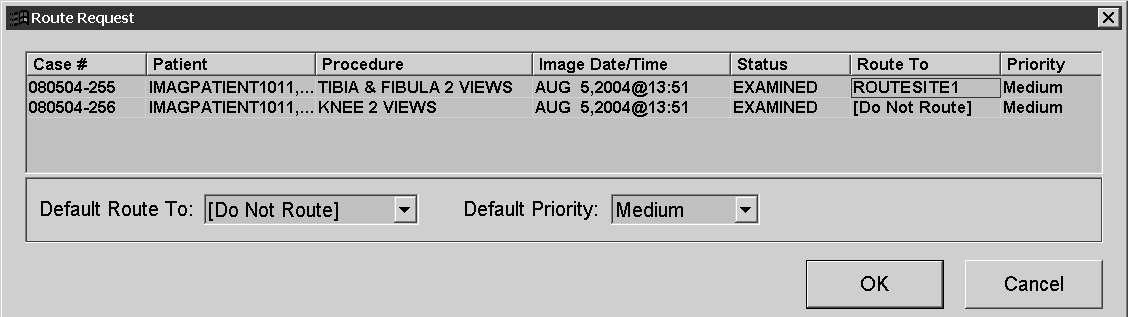 Route Request
Case # Patient Procedure Image Date/Time Status Route To Priority
080504-255 IMAGPATIENT1011,... TIBIA & FIBULA 2 VIEWS AUG 5,2004@13:51 EXAMINED ROUTESITE1 Medium
080504-256 IMAGPATIENT1011,... KNEE 2 VIEWS AUG 5,2004@13:51 EXAMINED [Do Not Route] Medium
Default Route To: [Do Not Route] Default Priority: Medium
OK Cancel